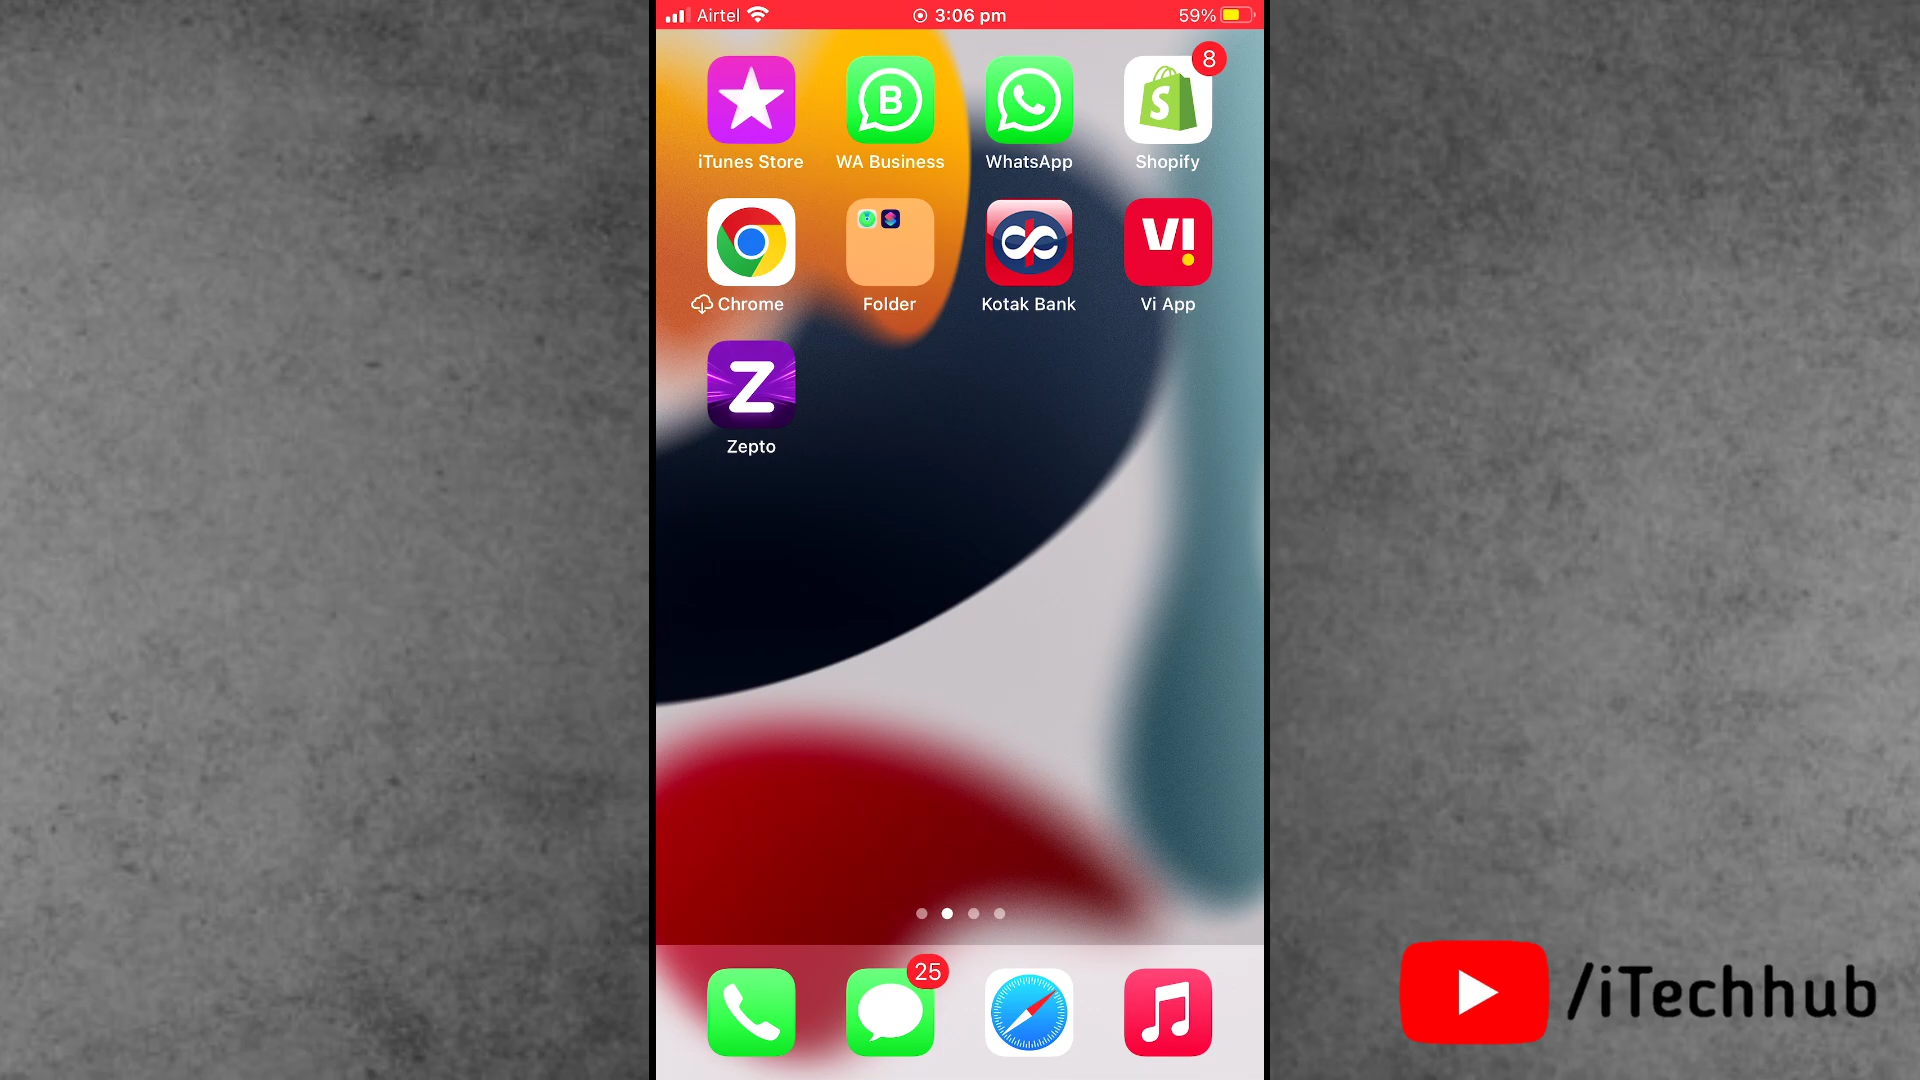 Airtel 3:06 pm 59%
8
iTunes Store WA Business WhatsApp Shopify
Chrome Folder Kotak Bank Vi App
Zepto
25
/iTechhub